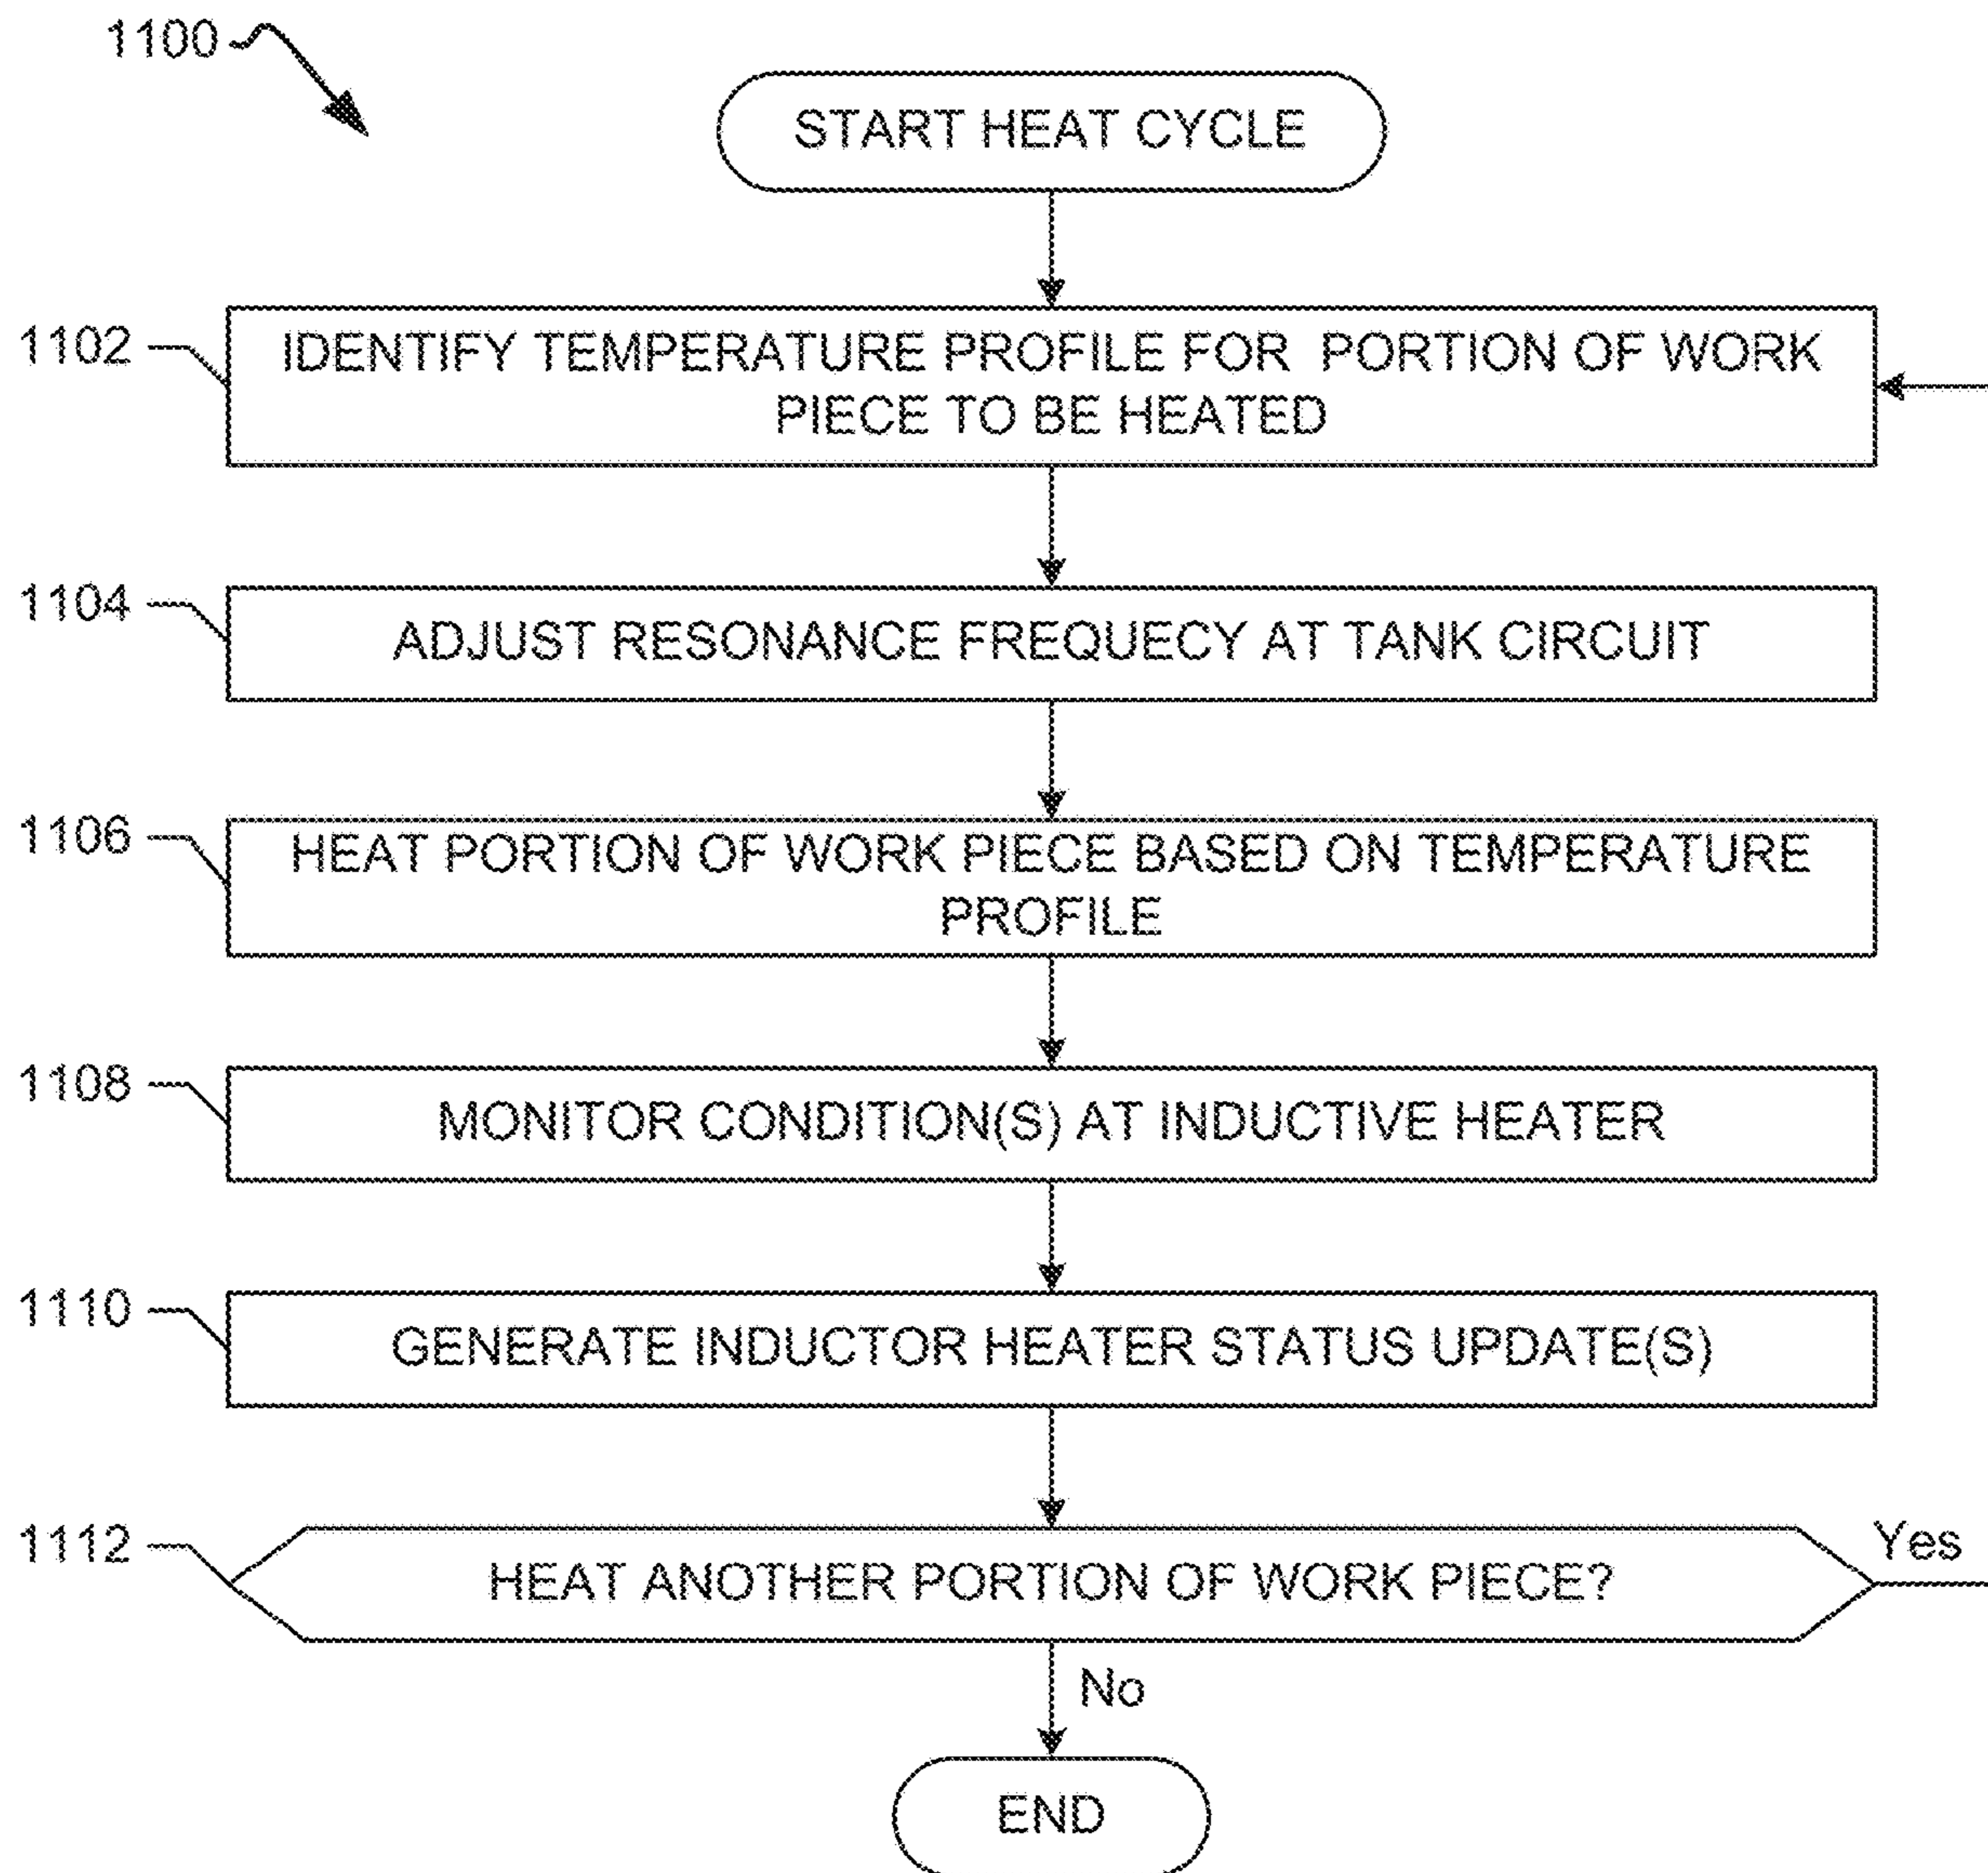 1100
START HEAT CYCLE
1102
IDENTIFY TEMPERATURE PROFILE FOR PORTION OF WORK
PIECE TO BE HEATED
1104
ADJUST RESONANCE FREQUECY AT TANK CIRCUIT
1106
HEAT PORTION OF WORK PIECE BASED ON TEMPERATURE
PROFILE
1108
MONITOR CONDITION(S) AT INDUCTIVE HEATER
1110
GENERATE INDUCTOR HEATER STATUS UPDATE(S)
1112
HEAT ANOTHER PORTION OF WORK PIECE?
Yes
No
END